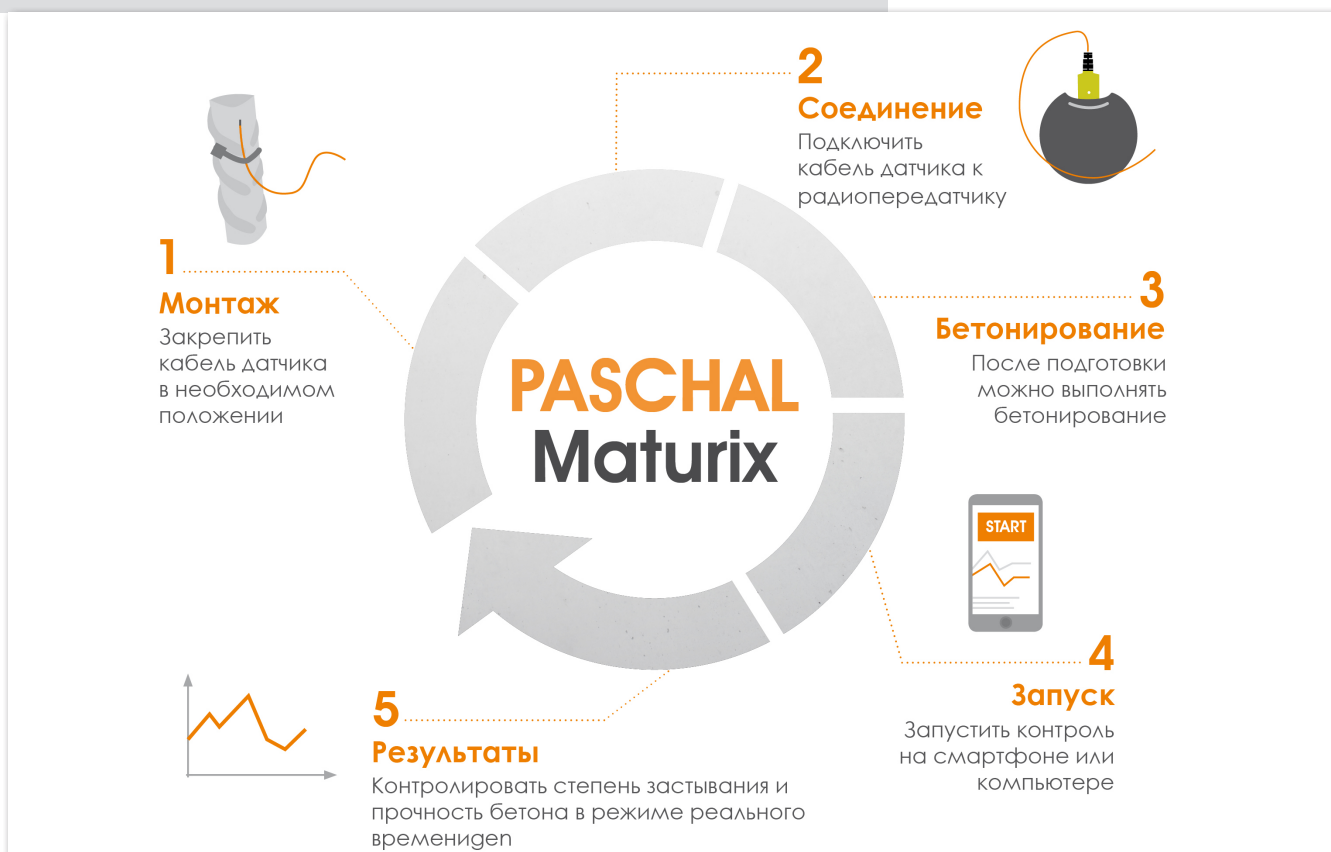 1
Монтаж
Закрепить
кабель датчика
в необходимом
положении
2
Соединение
Подключить
кабель датчика к
радиопередатчику
3
Бетонирование
После подготовки
можно выполнять
бетонирование
PASCHAL
Maturix
START
4
Запуск
Запустить контроль
на смартфоне или
компьютере
5
Результаты
Контролировать степень застывания и
прочность бетона в режиме реального
времениgen